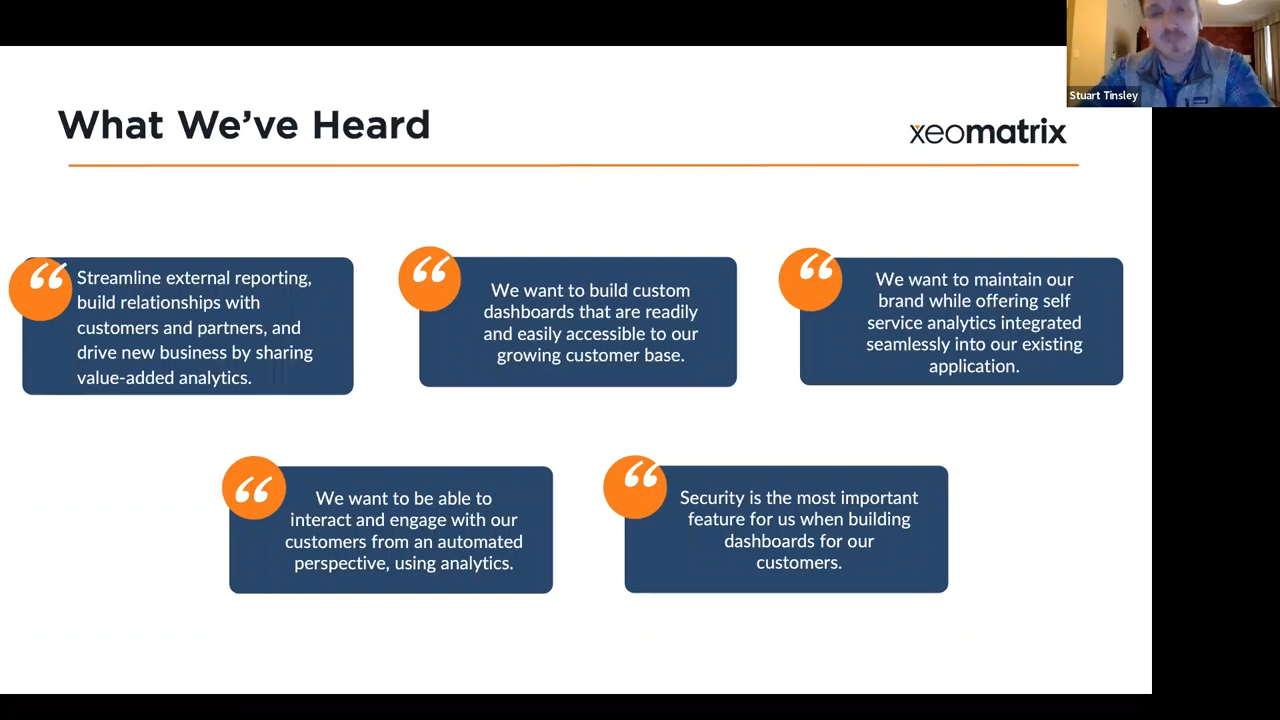 Stuart Tinsley
What We've Heard
xeomatrix
“
Streamline external reporting,
build relationships with
customers and partners, and
drive new business by sharing
value-added analytics.
“
We want to build custom
dashboards that are readily
and easily accessible to our
growing customer base.
“
We want to maintain our
brand while offering self
service analytics integrated
seamlessly into our existing
application.
“
We want to be able to
interact and engage with our
customers from an automated
perspective, using analytics.
“
Security is the most important
feature for us when building
dashboards for our
customers.